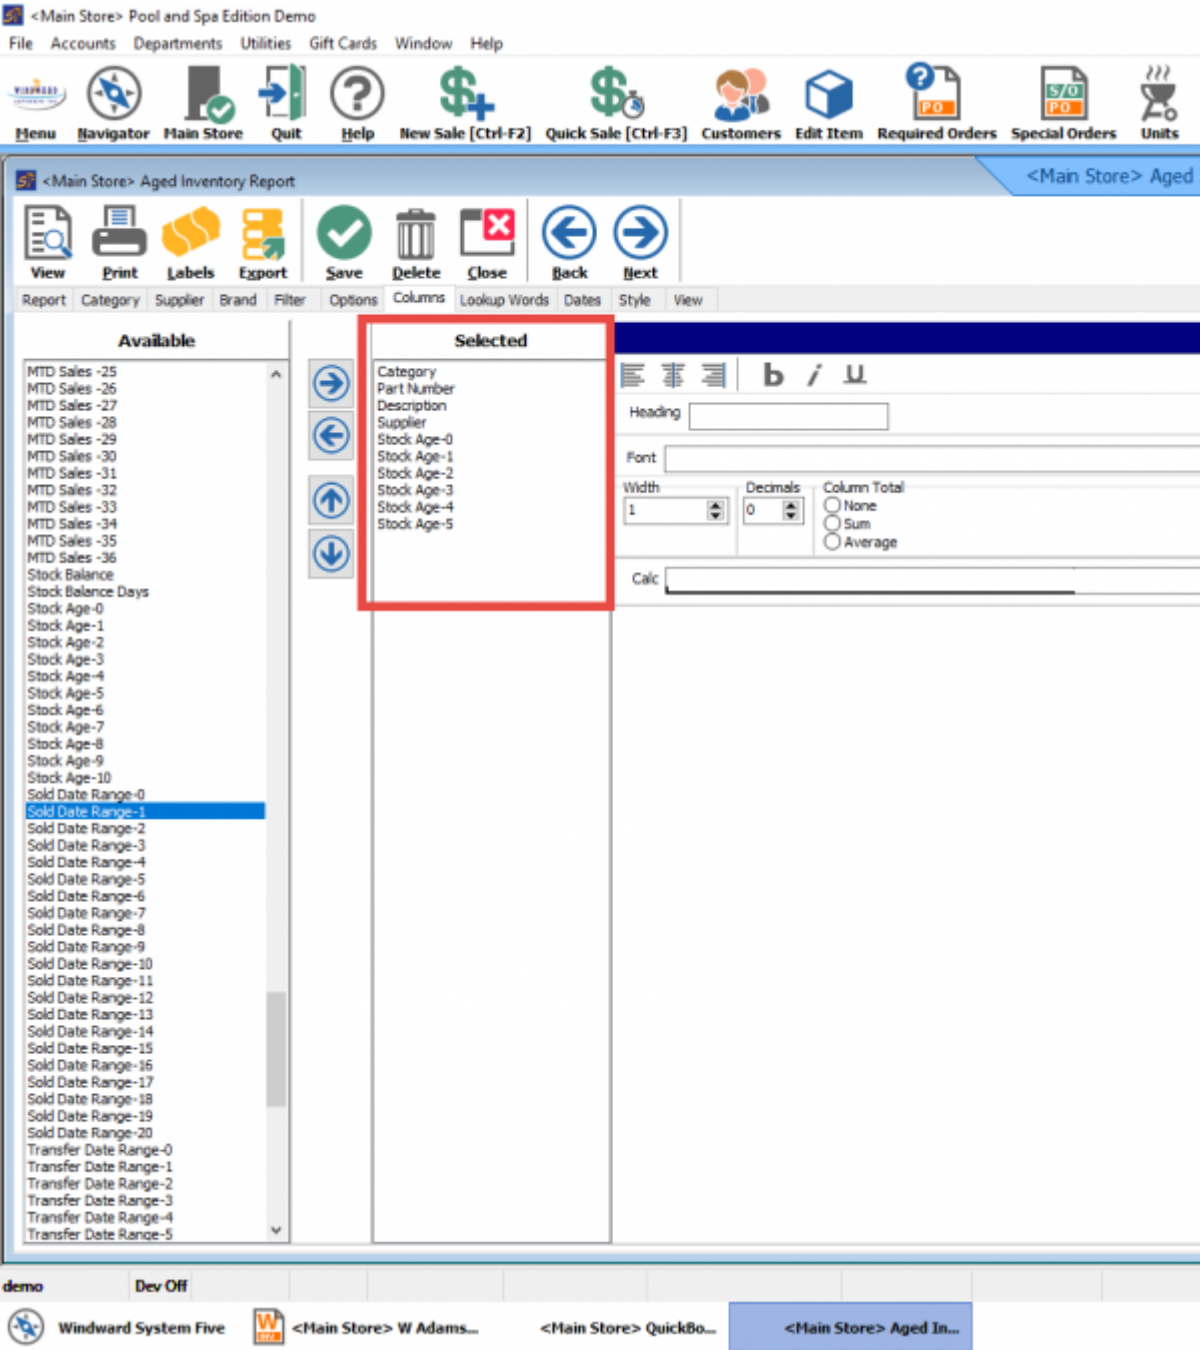 <Main Store> Pool and Spa Edition Demo
File Accounts Departments Utilities Gift Cards Window Help
WINDWARD
? PO
S/O PO
Menu Navigator Main Store Quit Help New Sale [Ctrl-F2] Quick Sale [Ctrl-F3] Customers Edit Item Required Orders Special Orders Units
<Main Store> Aged Inventory Report
<Main Store> Aged
View Print Labels Export Save Delete Close Back Next
Report Category Supplier Brand Filter Options Columns Lookup Words Dates Style View
Available
MTD Sales -25
MTD Sales -26
MTD Sales -27
MTD Sales -28
MTD Sales -29
MTD Sales -30
MTD Sales -31
MTD Sales -32
MTD Sales -33
MTD Sales -34
MTD Sales -35
MTD Sales -36
Stock Balance
Stock Balance Days
Stock Age-0
Stock Age-1
Stock Age-2
Stock Age-3
Stock Age-4
Stock Age-5
Stock Age-6
Stock Age-7
Stock Age-8
Stock Age-9
Stock Age-10
Sold Date Range-0
Sold Date Range-1
Sold Date Range-2
Sold Date Range-3
Sold Date Range-4
Sold Date Range-5
Sold Date Range-6
Sold Date Range-7
Sold Date Range-8
Sold Date Range-9
Sold Date Range-10
Sold Date Range-11
Sold Date Range-12
Sold Date Range-13
Sold Date Range-14
Sold Date Range-15
Sold Date Range-16
Sold Date Range-17
Sold Date Range-18
Sold Date Range-19
Sold Date Range-20
Transfer Date Range-0
Transfer Date Range-1
Transfer Date Range-2
Transfer Date Range-3
Transfer Date Range-4
Transfer Date Range-5
Selected
Category
Part Number
Description
Supplier
Stock Age-0
Stock Age-1
Stock Age-2
Stock Age-3
Stock Age-4
Stock Age-5
b i u
Heading
Font
Width Decimals Column Total
1 0 None
Sum
Average
Calc
demo Dev Off
Windward System Five <Main Store> W Adams... <Main Store> QuickBo... <Main Store> Aged In...